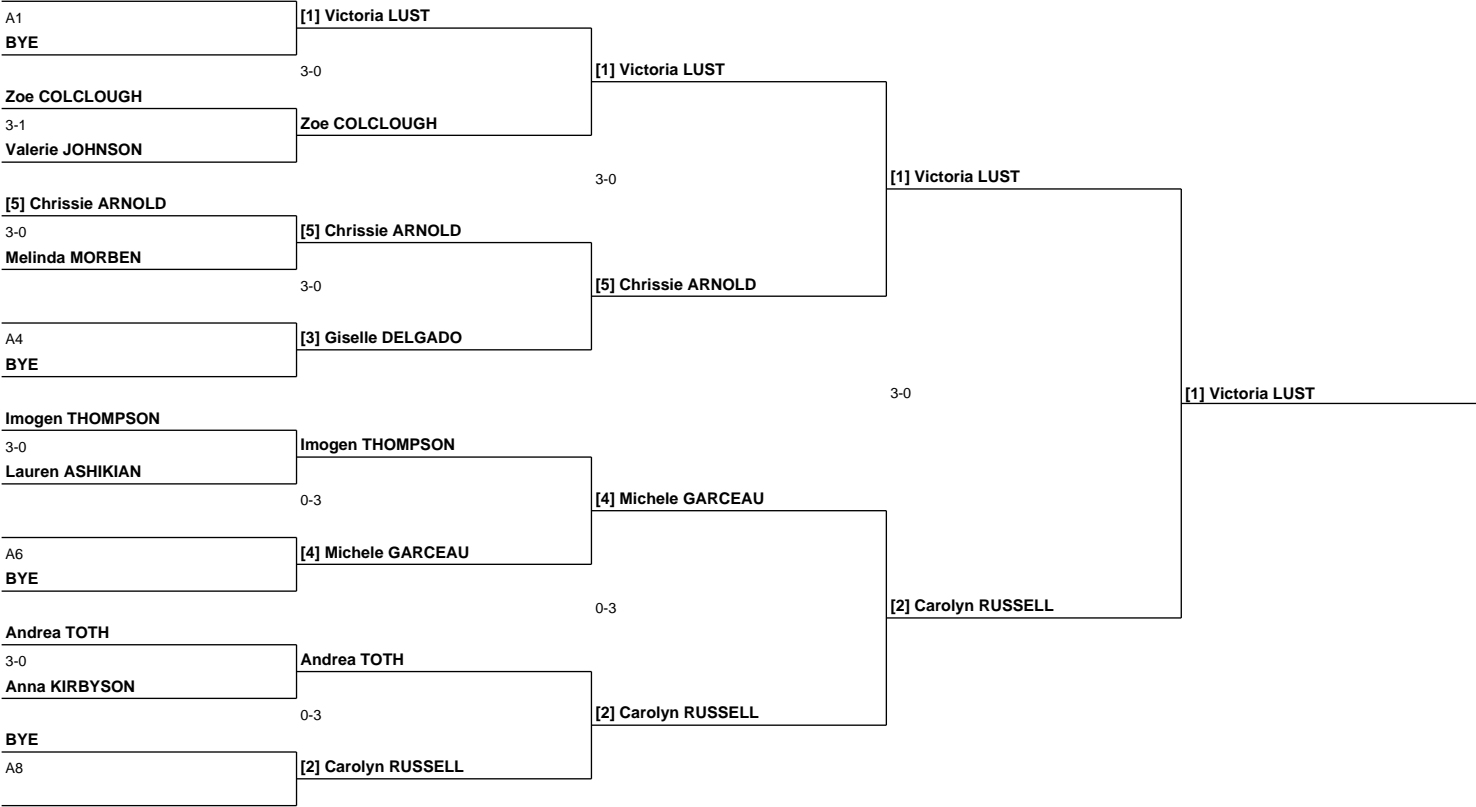 A1
BYE
Zoe COLCLOUGH
3-1
Valerie JOHNSON
[5] Chrissie ARNOLD
3-0
Melinda MORBEN
A4
BYE
Imogen THOMPSON
3-0
Lauren ASHIKIAN
A6
BYE
Andrea TOTH
3-0
Anna KIRBYSON
BYE
A8
[1] Victoria LUST
3-0
Zoe COLCLOUGH
[5] Chrissie ARNOLD
3-0
[3] Giselle DELGADO
Imogen THOMPSON
0-3
[4] Michele GARCEAU
Andrea TOTH
0-3
[2] Carolyn RUSSELL
[1] Victoria LUST
3-0
[5] Chrissie ARNOLD
[4] Michele GARCEAU
0-3
[2] Carolyn RUSSELL
[1] Victoria LUST
3-0
[2] Carolyn RUSSELL
[1] Victoria LUST